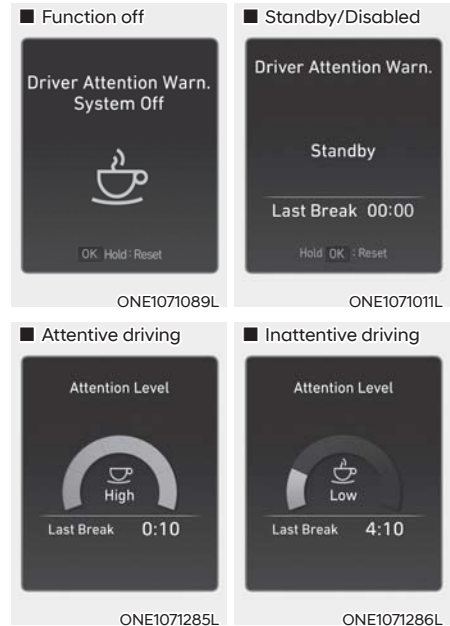 ■ Function off
Driver Attention Warn.
System Off
OK Hold : Reset
ONE1071089L
■ Standby/Disabled
Driver Attention Warn.
Standby
Last Break 00:00
Hold OK : Reset
ONE1071011L
■ Attentive driving
Attention Level
High
Last Break 0:10
ONE1071285L
■ Inattentive driving
Attention Level
Low
Last Break 4:10
ONE1071286L